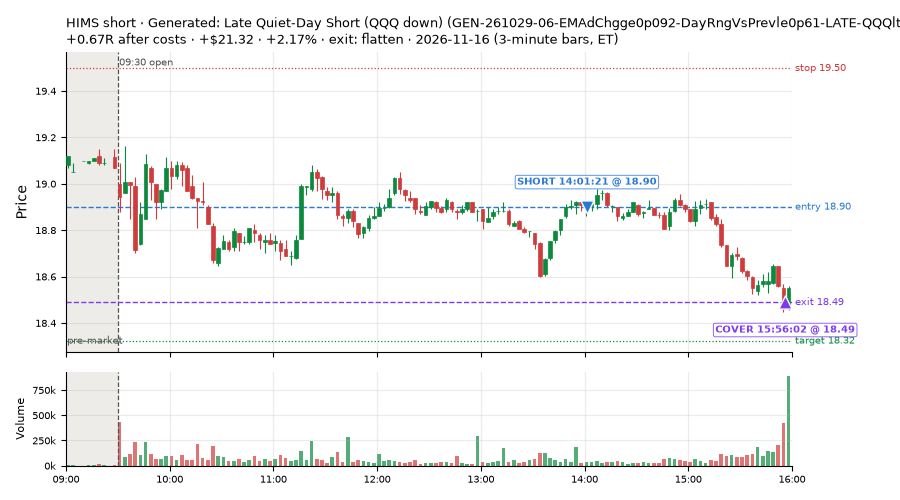 HIMS short · Generated: Late Quiet-Day Short (QQQ down) (GEN-261029-06-EMAdChgge0p092-DayRngVsPrevle0p61-LATE-QQQlt
+0.67R after costs · +$21.32 · +2.17% · exit: flatten · 2026-11-16 (3-minute bars, ET)
09:30 open
stop 19.50
19.4
19.2
SHORT 14:01:21 @ 18.90
19.0
entry 18.90
Price
18.8
18.6
exit 18.49
18.4
COVER 15:56:02 @ 18.49
pre-market
target 18.32
Volume
750k
500k
250k
0k
09:00
10:00
11:00
12:00
13:00
14:00
15:00
16:00